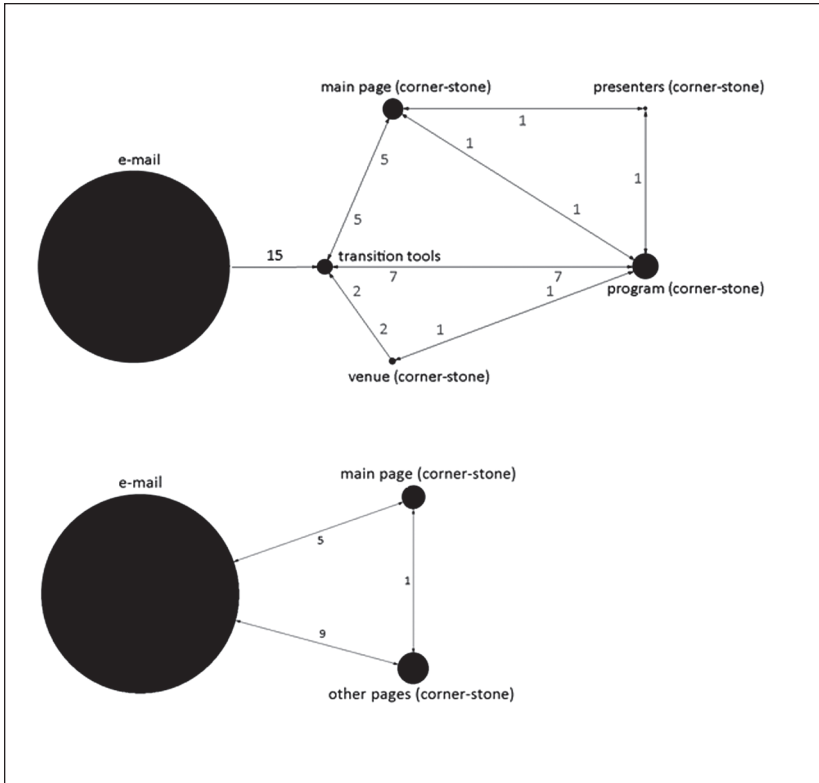 main page (corner-stone)
presenters (corner-stone)
1
1
5
e-mail
1
1
5
15
transition tools
7
7
2
1
program (corner-stone)
2
1
venue (corner-stone)
main page (corner-stone)
e-mail
5
1
9
other pages (corner-stone)